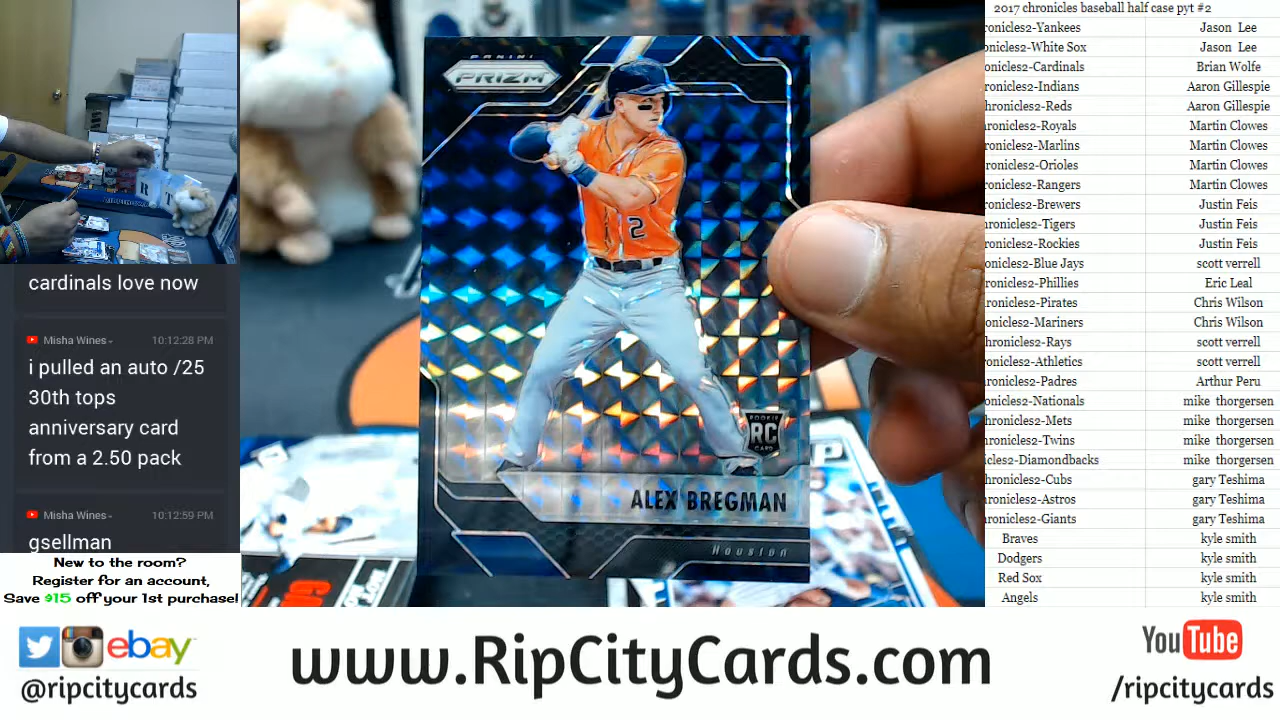 cardinals love now
Misha Wines
10:12:28 PM
i pulled an auto /25
30th tops
anniversary card
from a 2.50 pack
Misha Wines
10:12:59 PM
gsellman
New to the room?
Register for an account,
Save $15 off your 1st purchase!
PANINI
PRIZM
2
ROOKIE
RC
CARD
ALEX BREGMAN
HOUSTON
2017 chronicles baseball half case pyt #2
ronicles2-Yankees Jason Lee
onicles2-White Sox Jason Lee
ronicles2-Cardinals Brian Wolfe
ronicles2-Indians Aaron Gillespie
hronicles2-Reds Aaron Gillespie
hronicles2-Royals Martin Clowes
ronicles2-Marlins Martin Clowes
ronicles2-Orioles Martin Clowes
ronicles2-Rangers Martin Clowes
ronicles2-Brewers Justin Feis
ronicles2-Tigers Justin Feis
ronicles2-Rockies Justin Feis
ronicles2-Blue Jays scott verrell
ronicles2-Phillies Eric Leal
ronicles2-Pirates Chris Wilson
ronicles2-Mariners Chris Wilson
hronicles2-Rays scott verrell
ronicles2-Athletics scott verrell
ronicles2-Padres Arthur Peru
onicles2-Nationals mike thorgersen
hronicles2-Mets mike thorgersen
hronicles2-Twins mike thorgersen
icles2-Diamondbacks mike thorgersen
hronicles2-Cubs gary Teshima
ronicles2-Astros gary Teshima
ronicles2-Giants gary Teshima
Braves kyle smith
Dodgers kyle smith
Red Sox kyle smith
Angels kyle smith
ebay
@ripcitycards
www.RipCityCards.com
YouTube
/ripcitycards